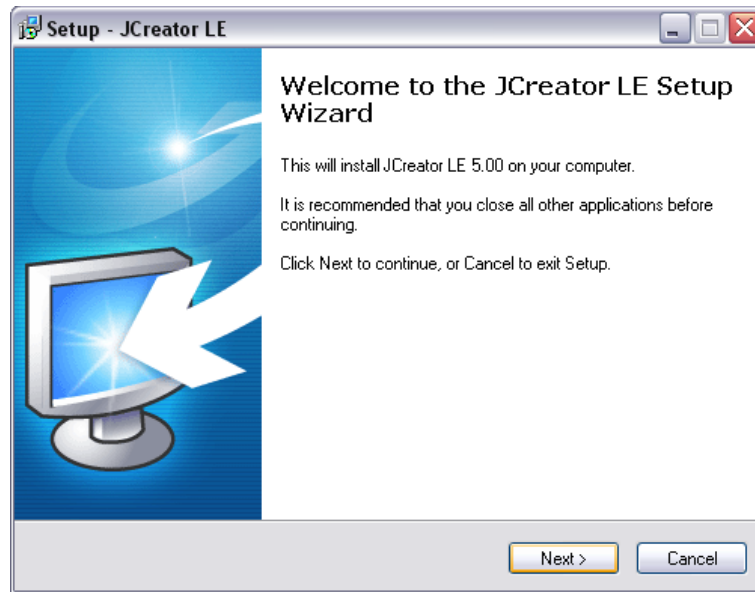 Setup - JCreator LE
Welcome to the JCreator LE Setup
Wizard
This will install JCreator LE 5.00 on your computer.
It is recommended that you close all other applications before
continuing.
Click Next to continue, or Cancel to exit Setup.
Next >
Cancel